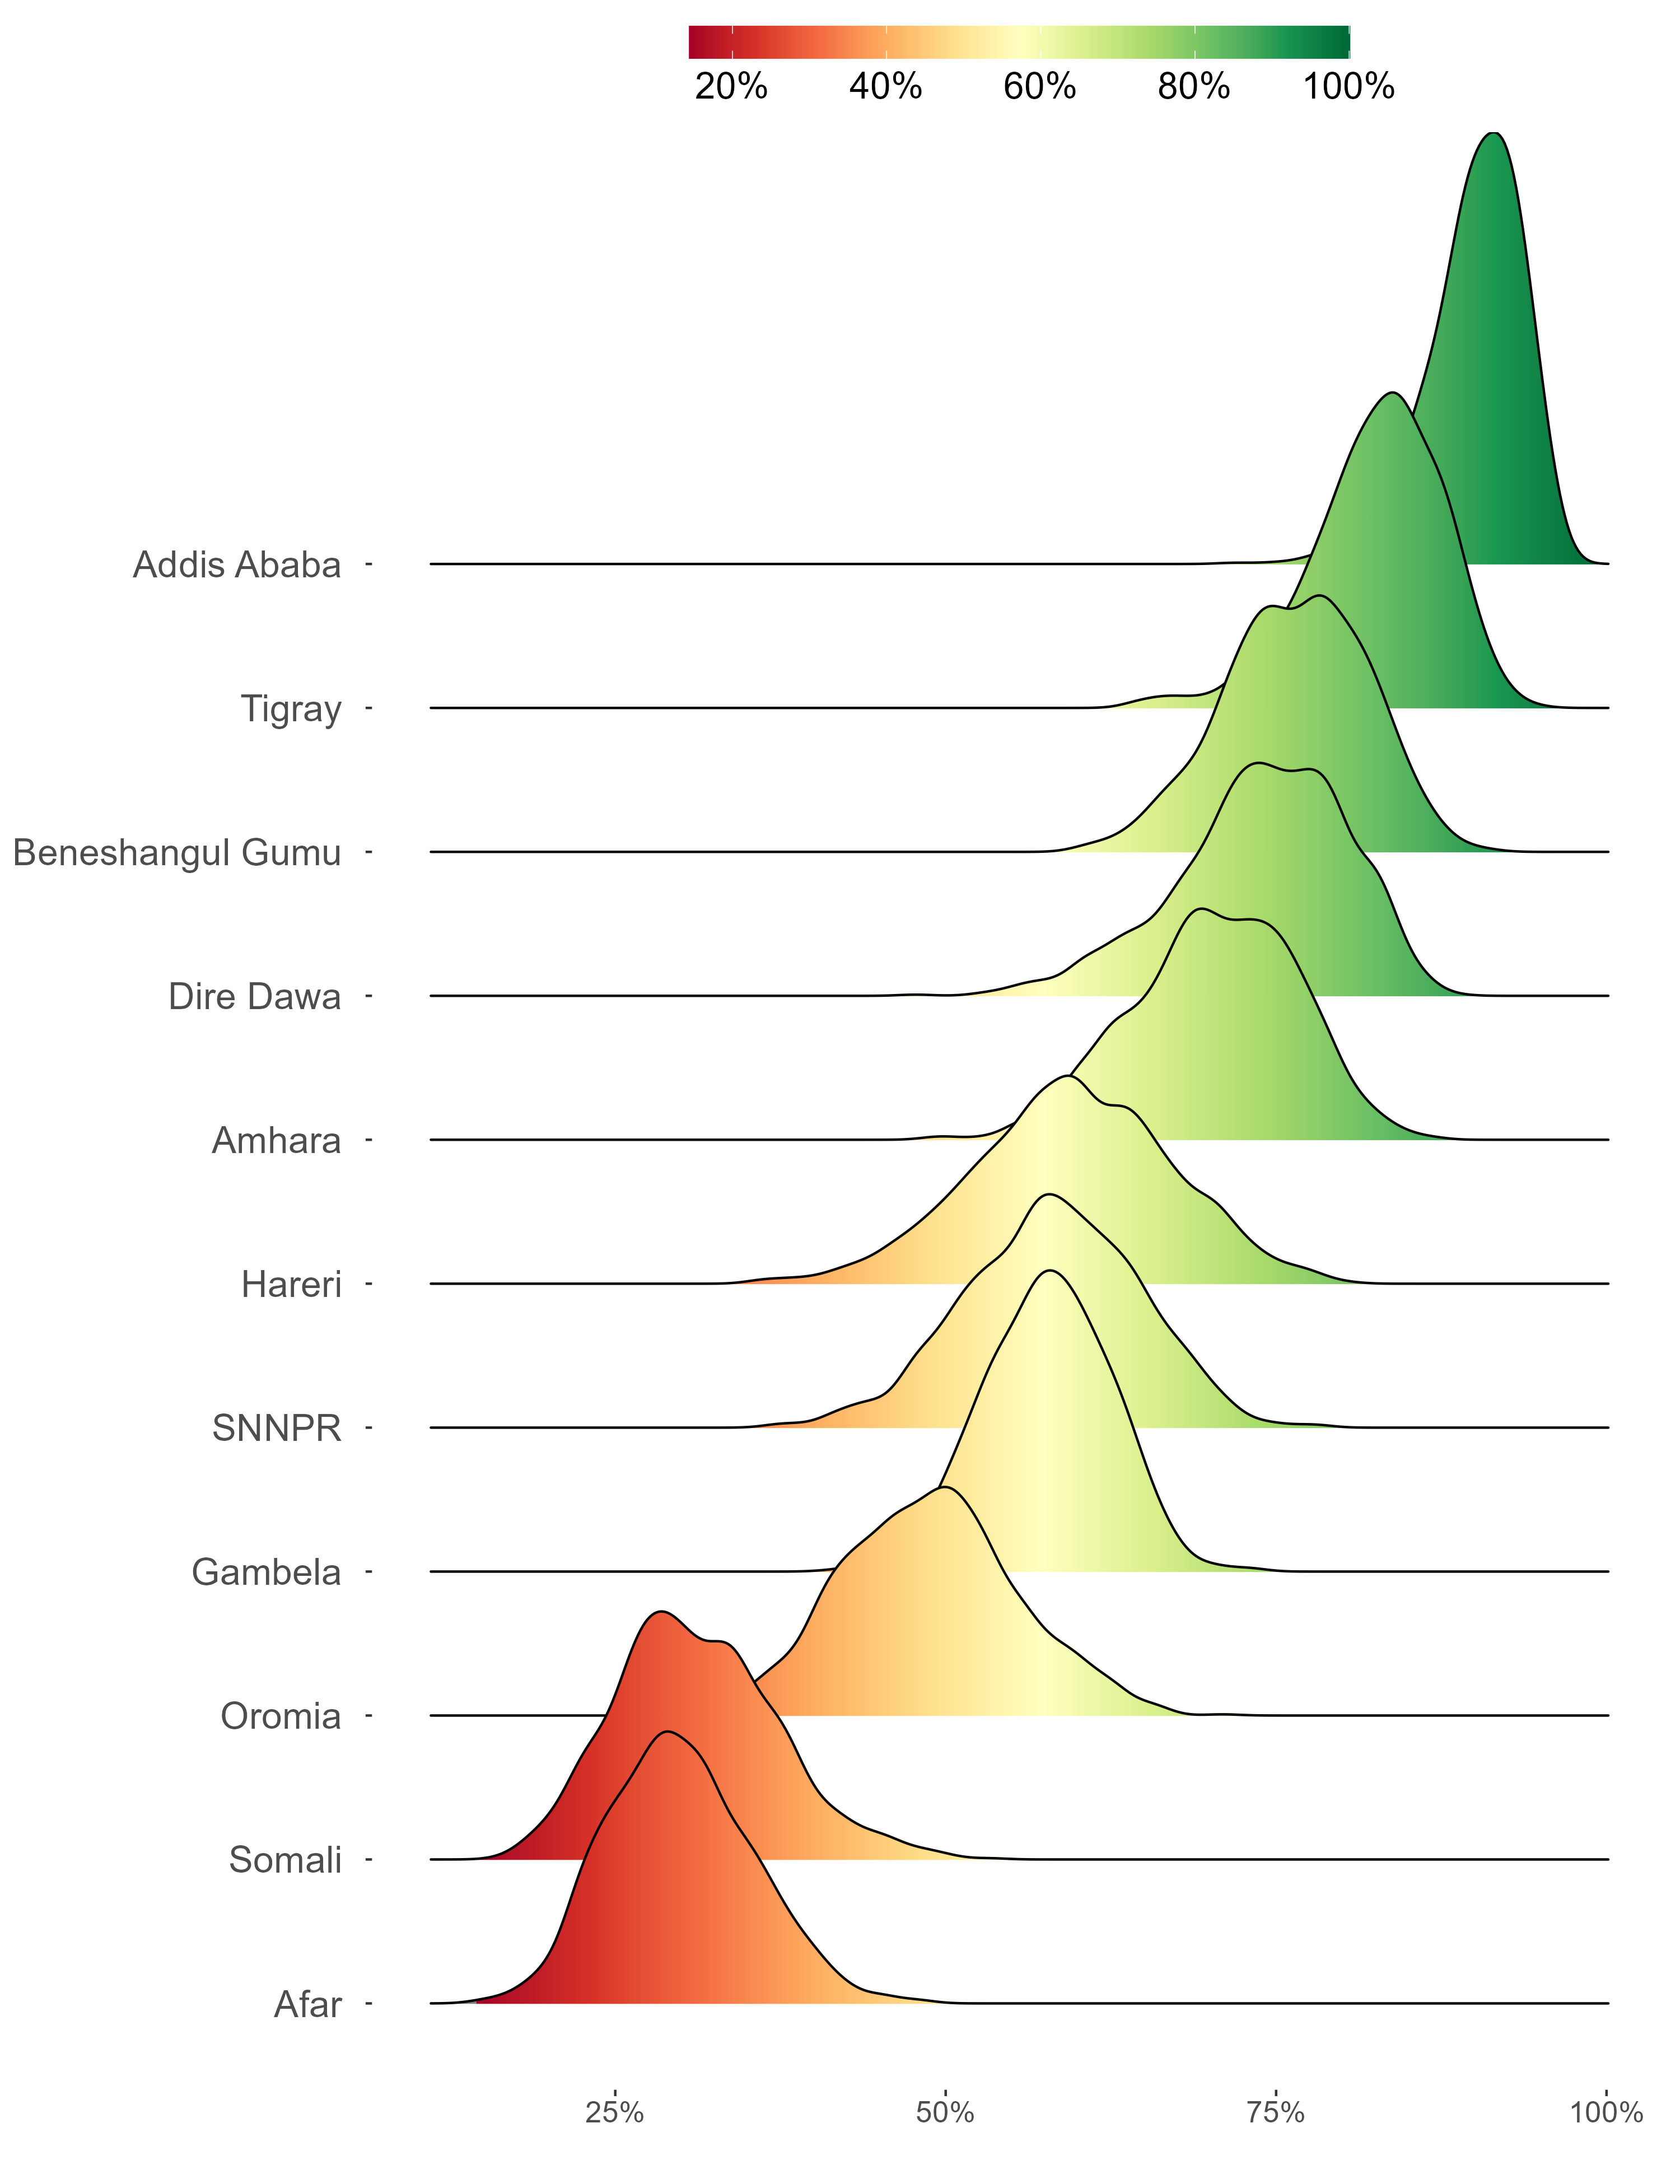 20% 40% 60% 80% 100%
Addis Ababa
Tigray
Beneshangul Gumu
Dire Dawa
Amhara
Hareri
SNNPR
Gambela
Oromia
Somali
Afar
25% 50% 75% 100%